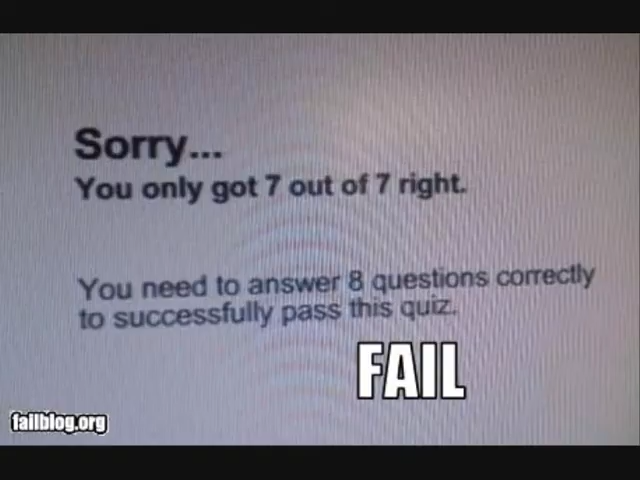 Sorry...
You only got 7 out of 7 right.
You need to answer 8 questions correctly
to successfully pass this quiz.
FAIL
failblog.org